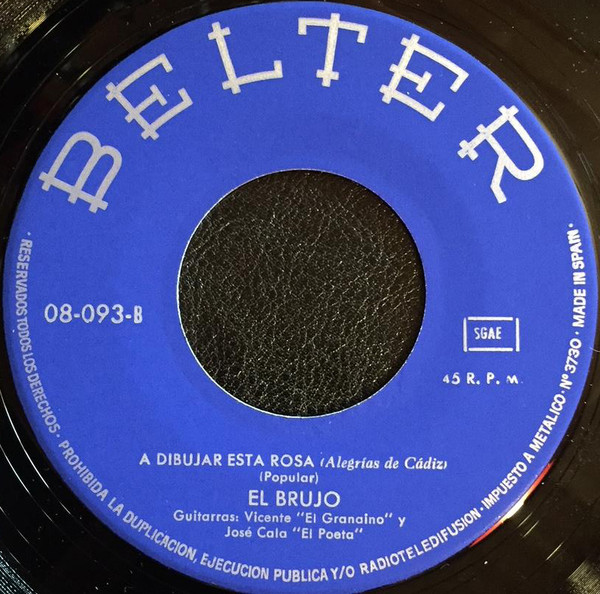 BELTER
08-093-B
SGAE
45 R. P. M.
A DIBUJAR ESTA ROSA (Alegrías de Cádiz)
(Popular)
EL BRUJO
Guitarras: Vicente "El Granaino" y
José Cala "El Poeta"
· RESERVADOS TODOS LOS DERECHOS · PROHIBIDA LA DUPLICACION, EJECUCION PUBLICA Y/O RADIOTELEDIFUSION · IMPUESTO A METALICO · Nº 3730 · MADE IN SPAIN ·